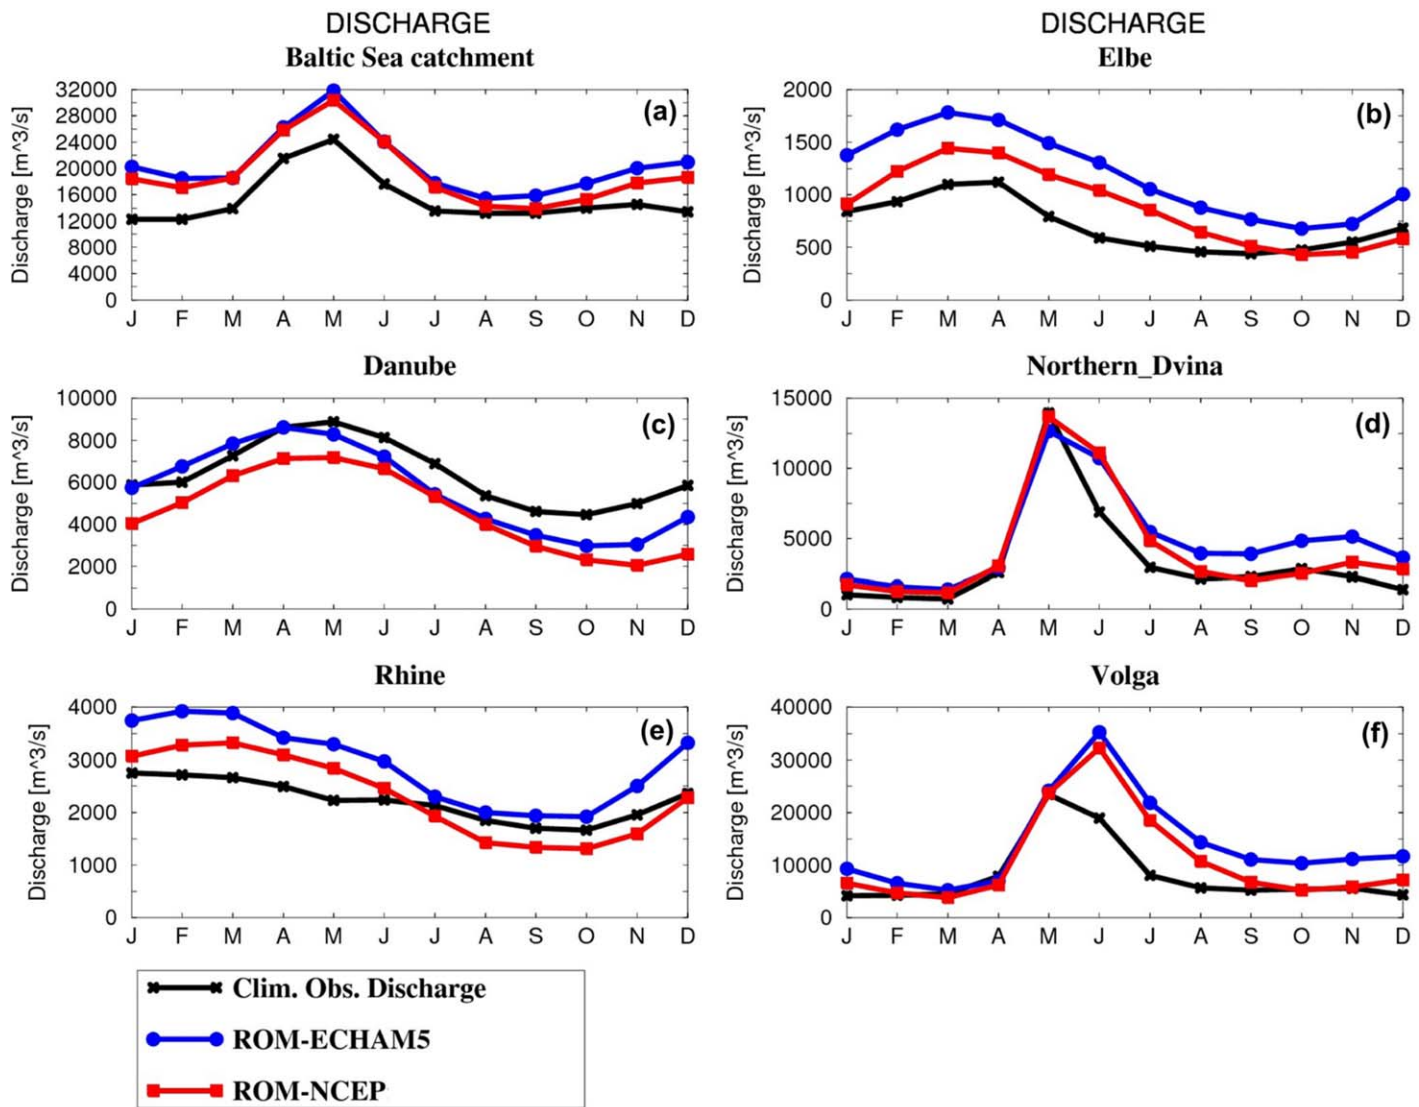 DISCHARGE
Baltic Sea catchment
Discharge [m^3/s]
32000
28000
24000
20000
16000
12000
8000
4000
0
(a)
J F M A M J J A S O N D
DISCHARGE
Elbe
Discharge [m^3/s]
2000
1500
1000
500
0
(b)
J F M A M J J A S O N D
Danube
Discharge [m^3/s]
10000
8000
6000
4000
2000
0
(c)
J F M A M J J A S O N D
Northern_Dvina
Discharge [m^3/s]
15000
10000
5000
0
(d)
J F M A M J J A S O N D
Rhine
Discharge [m^3/s]
4000
3000
2000
1000
0
(e)
J F M A M J J A S O N D
Volga
Discharge [m^3/s]
40000
30000
20000
10000
0
(f)
J F M A M J J A S O N D
Clim. Obs. Discharge
ROM-ECHAM5
ROM-NCEP